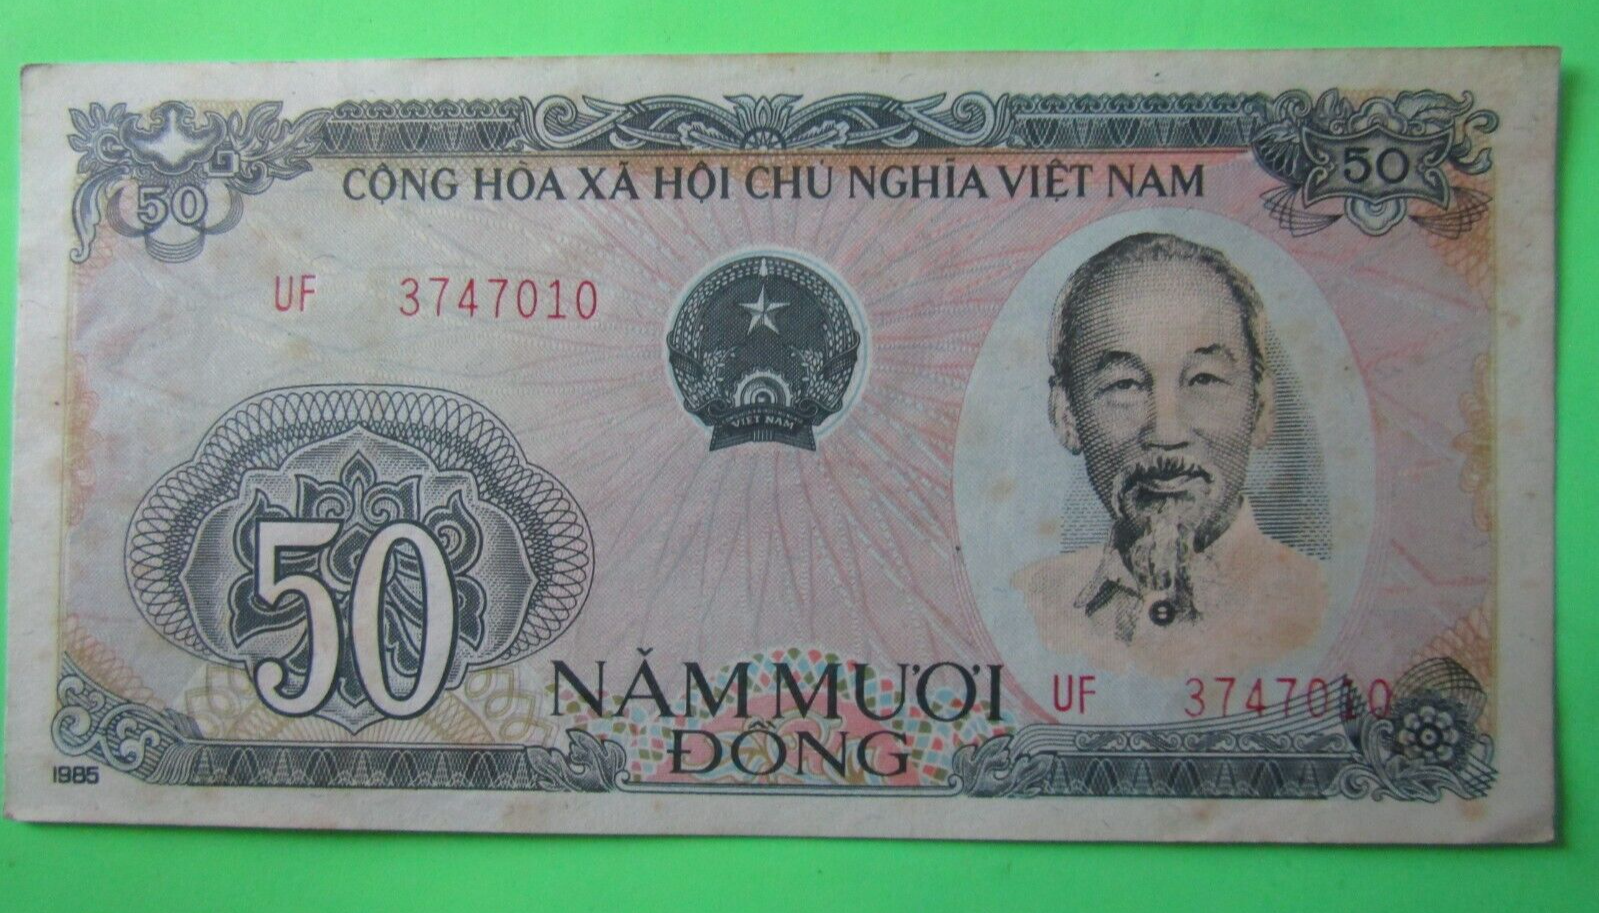 50
50
CỘNG HÒA XÃ HỘI CHỦ NGHĨA VIỆT NAM
UF 3747010
VIỆT NAM
50
NĂM MƯƠI
ĐỒNG
UF 3747010
1985